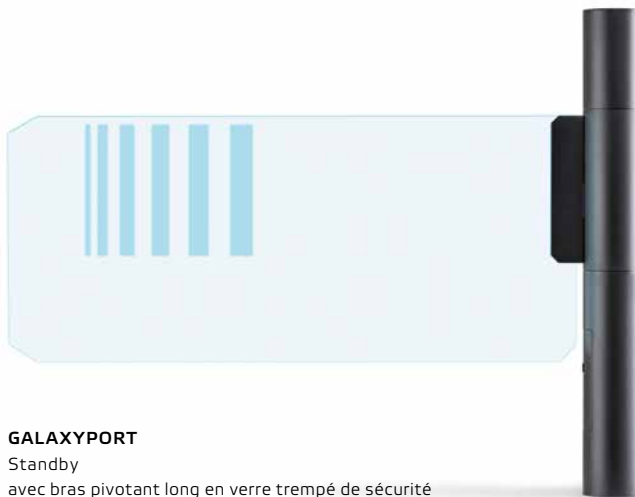 GALAXYPORT
Standby
avec bras pivotant long en verre trempé de sécurité